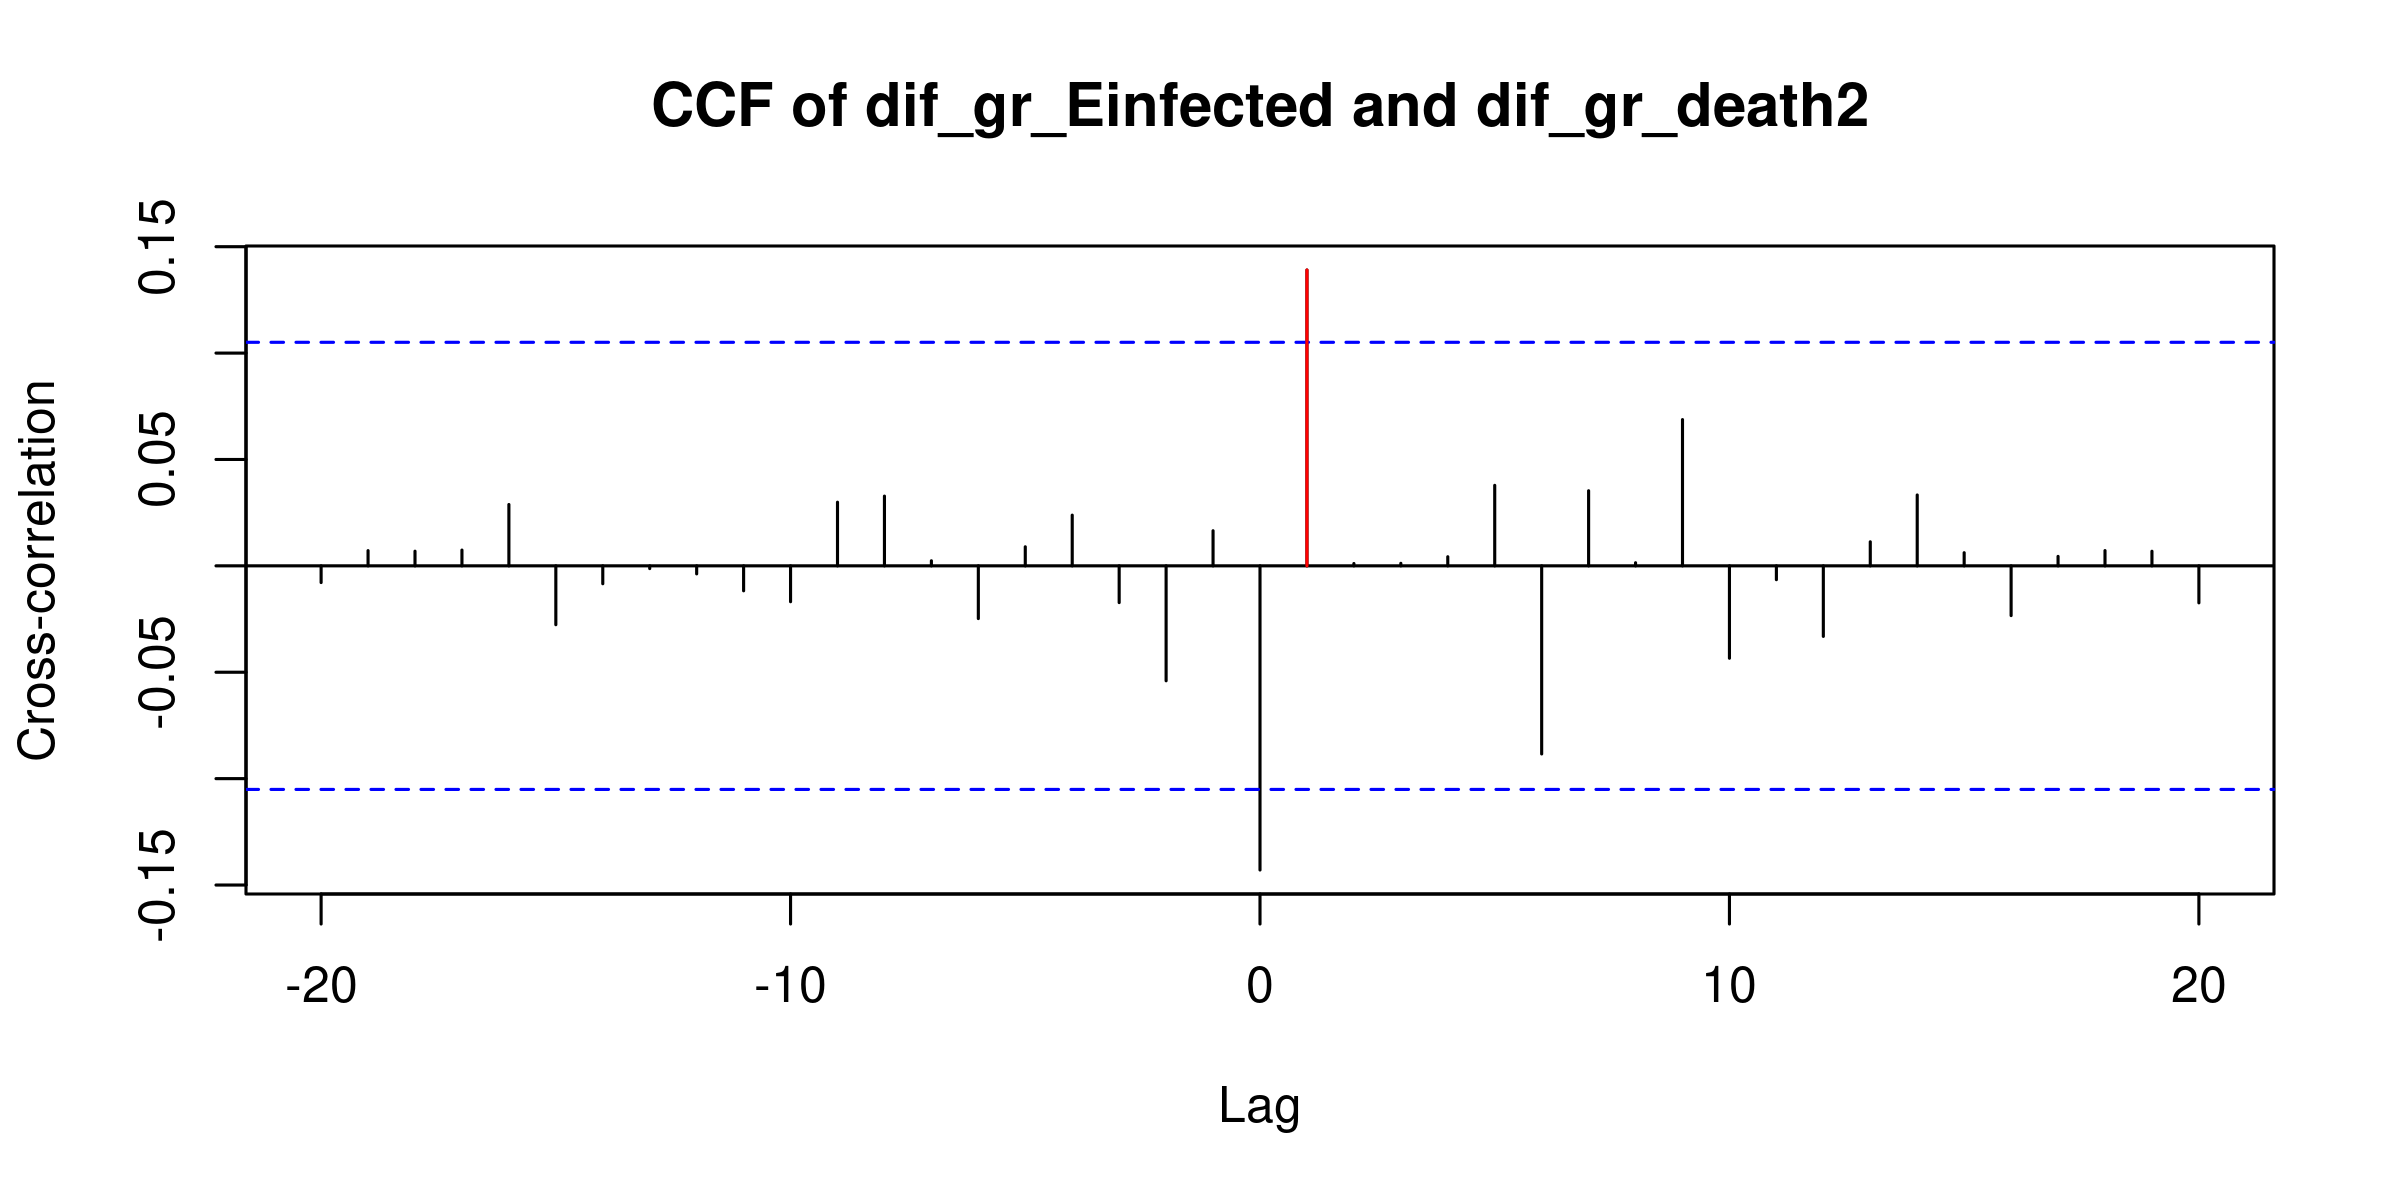 CCF of dif_gr_Einfected and dif_gr_death2
0.15
0.05
-0.05
-0.15
Cross-correlation
-20 -10 0 10 20
Lag